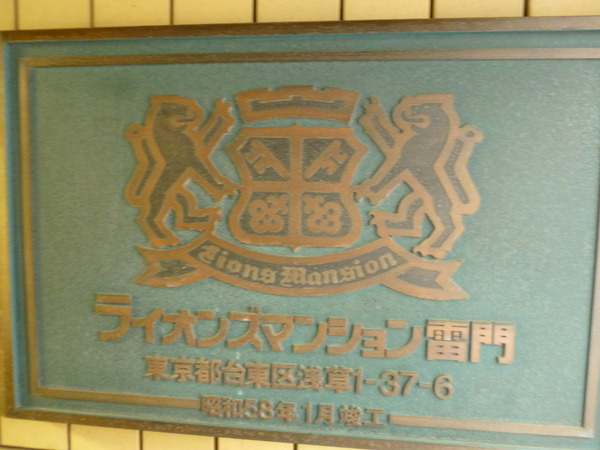 Lions Mansion
ライオンズマンション雷門
東京都台東区浅草1-37-6
昭和58年1月竣工